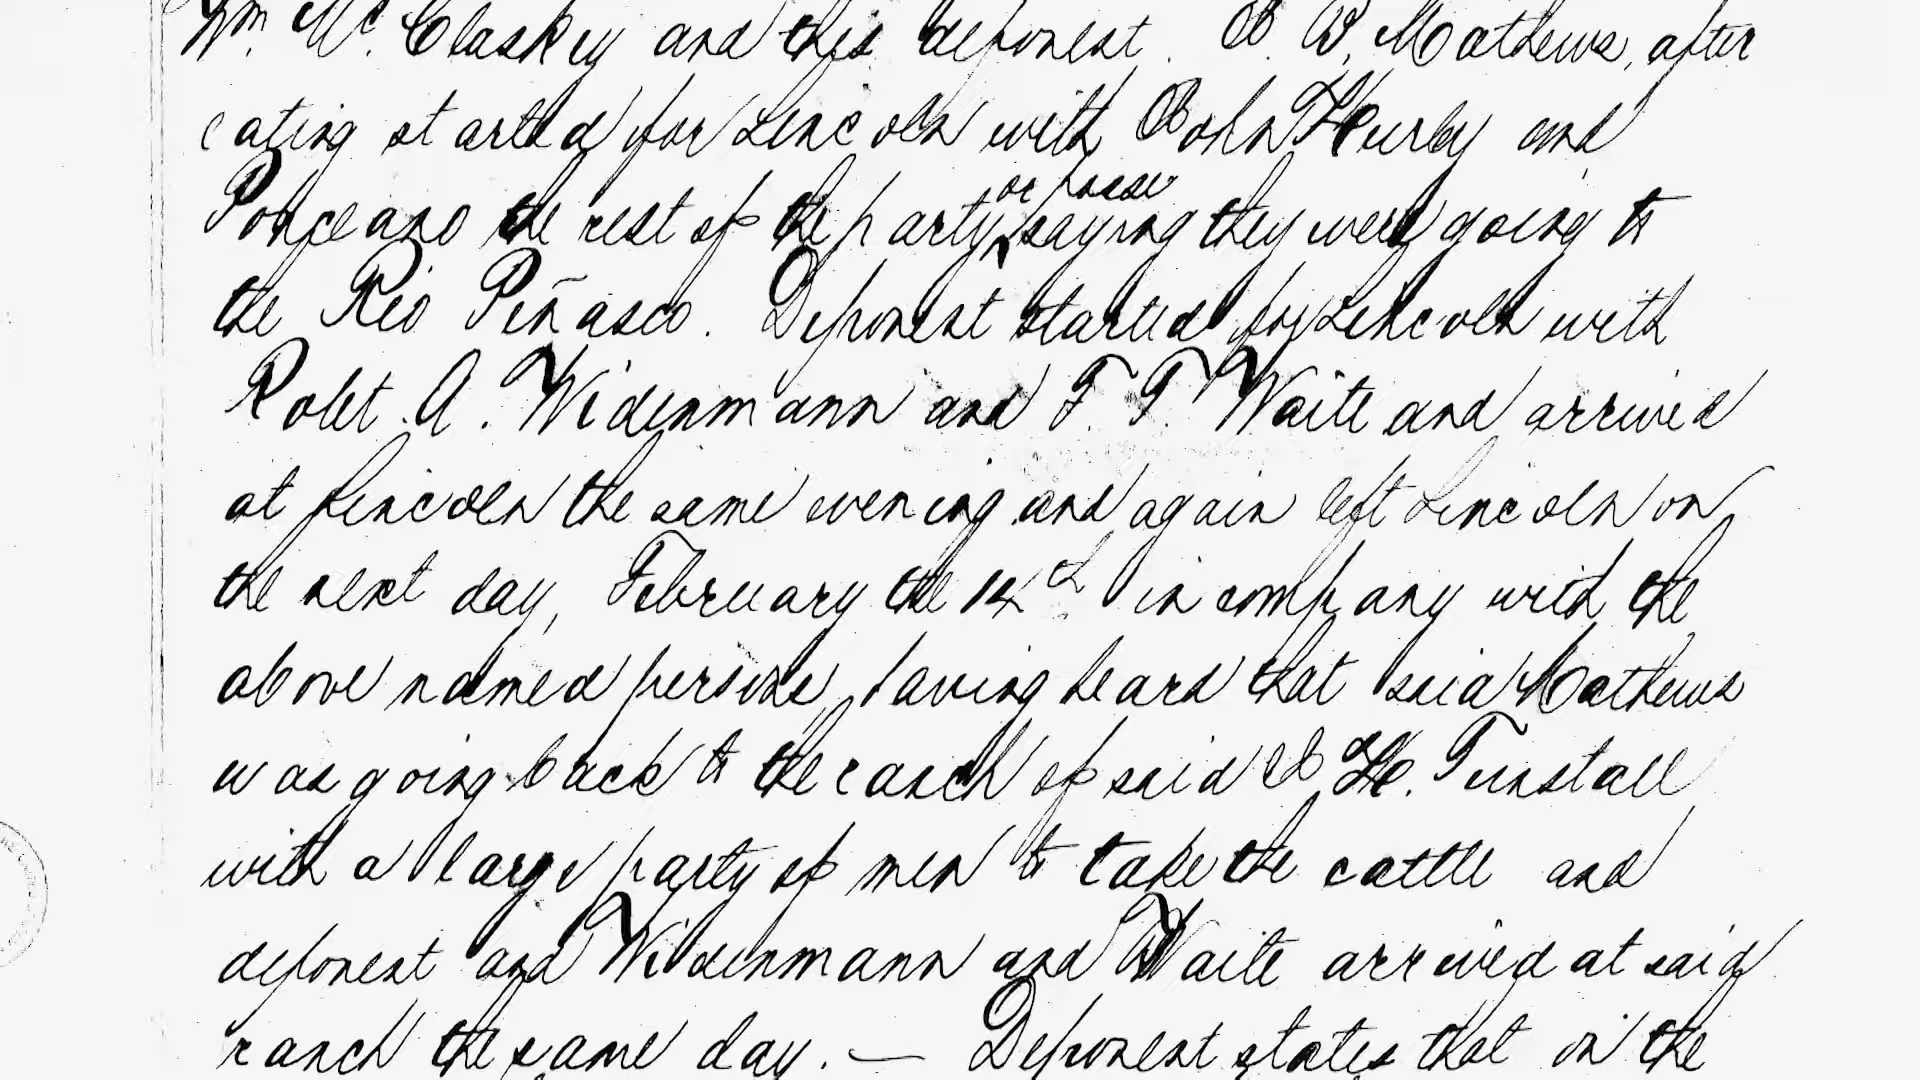 Wm. Mc. Claskey and this deponent. J. B. Mathews, after
eating started for Lincoln with John Hurley and
Ponceano the rest of the party or posse saying they were going to
the Rio Peñasco. Deponent started for Lincoln with
Robt. A. Widenmann and F. T. Waite and arrived
at Lincoln the same evening and again left Lincoln on
the next day, February the 14th in company with the
above named persons, having heard that said Mathews
was going back to the ranch of said J. H. Tunstall
with a large party of men to take the cattle and
deponent and Widenmann and Waite arrived at said
ranch the same day. — Deponent states that on the